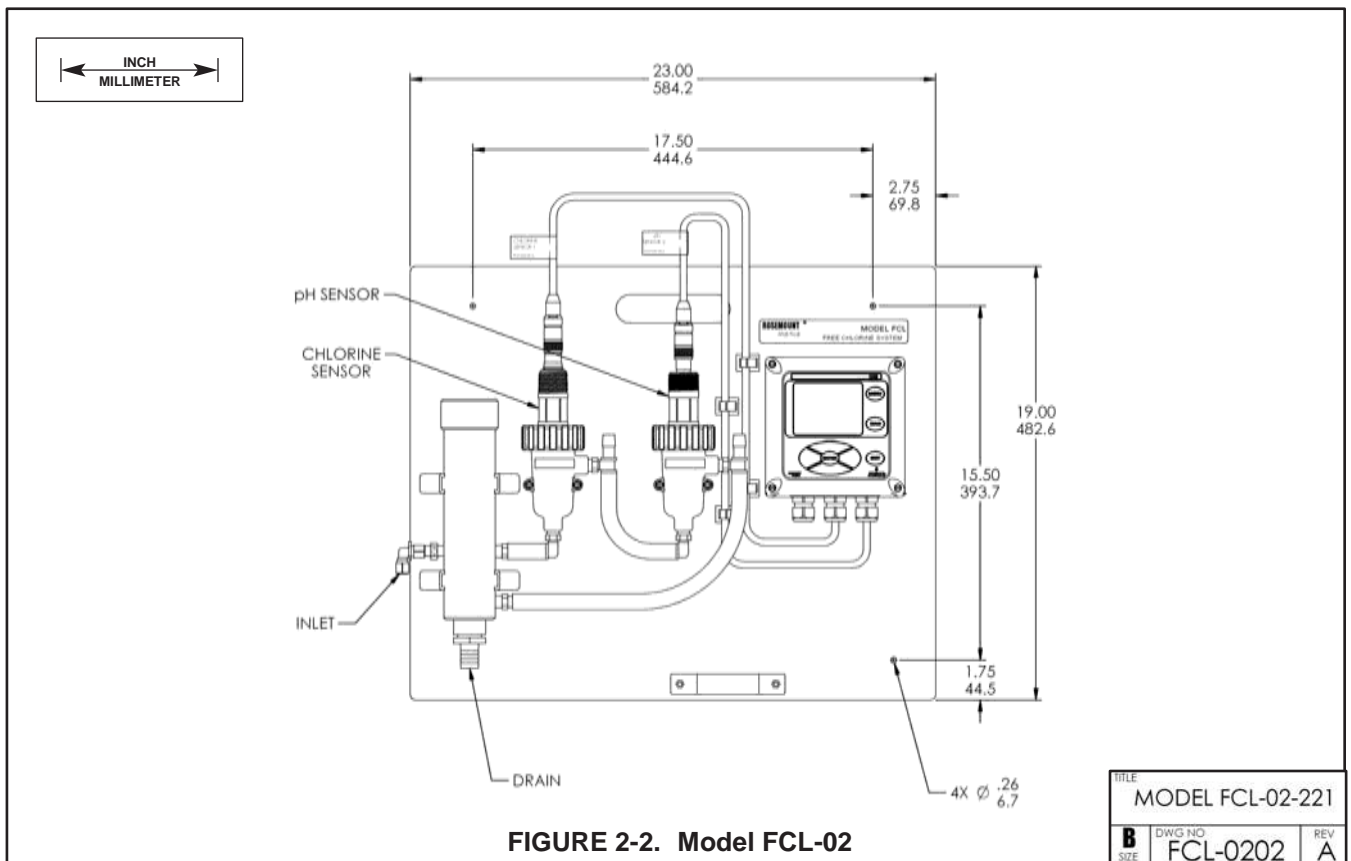 INCH
MILLIMETER
23.00
584.2
17.50
444.6
2.75
69.8
CHLORINE
SENSOR
pH SENSOR
CHLORINE
SENSOR
ROSEMOUNT
MODEL FCL
FREE CHLORINE SYSTEM
19.00
482.6
15.50
393.7
INLET
1.75
44.5
DRAIN
4X Ø .26
6.7
FIGURE 2-2. Model FCL-02
TITLE
MODEL FCL-02-221
B
SIZE
DWG NO
FCL-0202
REV
A